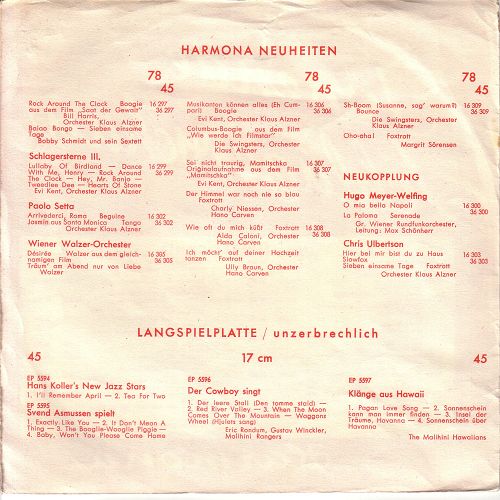 HARMONA NEUHEITEN
78
45
Rock Around The Clock Boogie 16 297
aus dem Film „Saat der Gewalt" 36 297
Bill Harris,
Orchester Klaus Alzner
Baiao Bongo — Sieben einsame
Tage
Bobby Schmidt und sein Sextett
Schlagersterne III,
Lullaby Of Birdland — Dance 16 299
With Me, Henry — Rock Around 36 299
The Clock — Hey, Mr. Banjo —
Tweedlee Dee — Hearts Of Stone
Evi Kent, Orchester Klaus Alzner
Paolo Setta
Arrivederci, Roma Beguine 16 302
Jasmin aus Santa Monica Tango 36 302
Orchester Klaus Alzner
Wiener Walzer-Orchester
Désirée Walzer aus dem gleich- 16 305
namigen Film 36 305
Träum' am Abend nur von Liebe
Walzer
78
45
Musikanten können alles (Eh Cum- 16 306
pari) Boogie 36 306
Evi Kent, Orchester Klaus Alzner
Columbus-Boogie aus dem Film
„Wie werde ich Filmstar"
Die Swingsters, Orchester
Klaus Alzner
Sei nicht traurig, Mamitschka 16 307
Originalaufnahme aus dem Film 36 307
„Mamitschka"
Evi Kent, Orchester Klaus Alzner
Der Himmel war noch nie so blau
Foxtrott
Charly Niessen, Orchester
Hano Carven
Wie oft du mich küßt Foxtrott 16 308
Aldo Caloni, Orchester 36 308
Hano Carven
Ich möcht' auf deiner Hochzeit
tanzen Foxtrott
Lilly Braun, Orchester
Hano Carven
78
45
Sh-Boom (Susanne, sag' warum?) 16 309
Bounce 36 309
Die Swingsters, Orchester
Klaus Alzner
Oho-aha! Foxtrott
Margrit Sörensen
NEUKOPPLUNG
Hugo Meyer-Welfing
O mia bella Napoli 16 300
36 300
La Paloma Serenade
Gr. Wiener Rundfunkorchester,
Leitung: Max Schönherr
Chris Ulbertson
Hier bei mir bist du zu Haus 16 303
Slowfox 36 303
Sieben einsame Tage Foxtrott
Orchester Klaus Alzner
LANGSPIELPLATTE / unzerbrechlich
45 17 cm 45
EP 5594
Hans Koller's New Jazz Stars
1. I'll Remember April — 2. Tea For Two
EP 5595
Svend Asmussen spielt
1. Exactly Like You — 2. It Don't Mean A
Thing — 3. The Booglie-Wooglie Piggie —
4. Baby, Won't You Please Come Home
EP 5596
Der Cowboy singt
1. Der leere Stall (Den tomme stald) —
2. Red River Valley — 3. When The Moon
Comes Over The Mountain — Waggons
Wheel (Hjulets sang)
Eric Rondum, Gustav Winckler,
Malihini Rangers
EP 5597
Klänge aus Hawaii
1. Pagan Love Song — 2. Sonnenschein
kann man immer finden — 3. Insel der
Träume, Havanna — 4. Sonnenschein über
Havanna
The Malihini Hawaiians